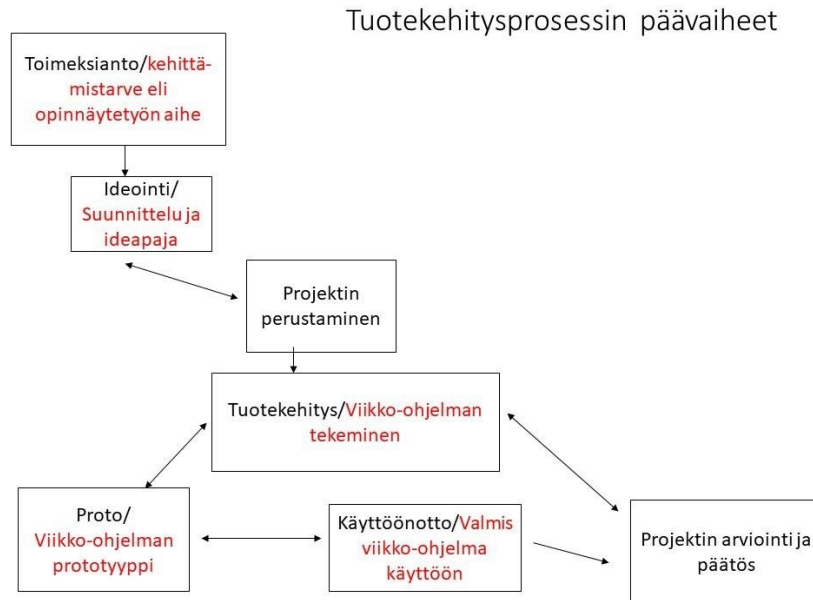 Tuotekehitysprosessin päävaiheet
Toimeksianto/kehittä-
mistarve eli
opinnäytetyön aihe
Ideointi/
Suunnittelu ja
ideapaja
Projektin
perustaminen
Tuotekehitys/Viikko-ohjelman
tekeminen
Proto/
Viikko-ohjelman
prototyyppi
Käyttöönotto/Valmis
viikko-ohjelma
käyttöön
Projektin arviointi ja
päätös